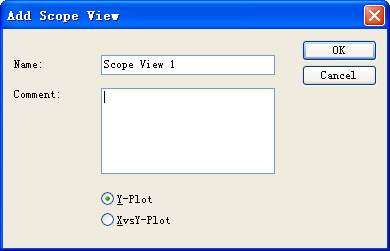 Add Scope View
OK
Name: Scope View 1
Cancel
Comment:
Y-Plot
XvsY-Plot